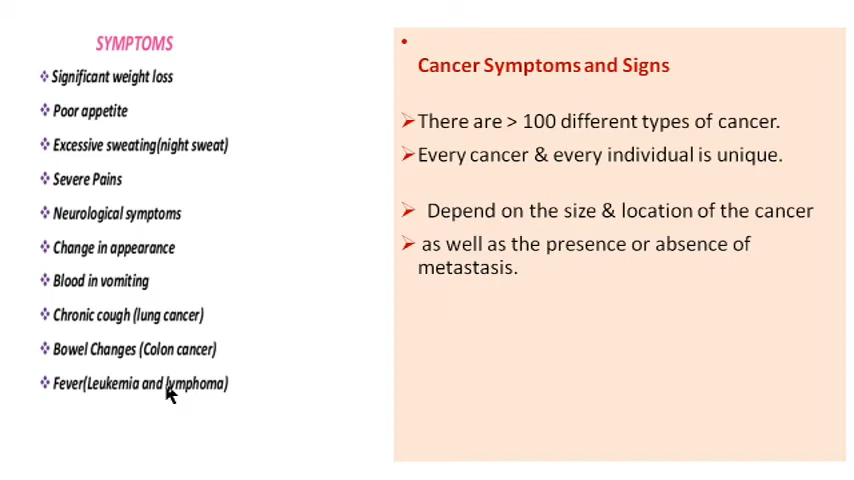 SYMPTOMS
❖ Significant weight loss
❖ Poor appetite
❖ Excessive sweating(night sweat)
❖ Severe Pains
❖ Neurological symptoms
❖ Change in appearance
❖ Blood in vomiting
❖ Chronic cough (lung cancer)
❖ Bowel Changes (Colon cancer)
❖ Fever(Leukemia and lymphoma)
•
Cancer Symptoms and Signs
➢There are > 100 different types of cancer.
➢Every cancer & every individual is unique.
➢ Depend on the size & location of the cancer
➢ as well as the presence or absence of
metastasis.